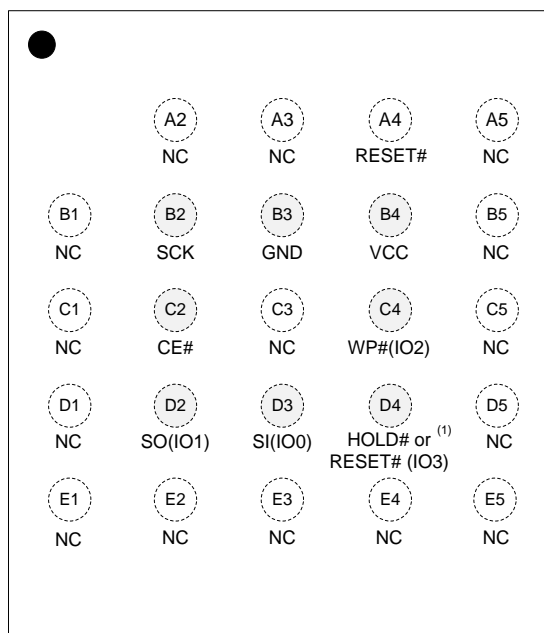 A2 A3 A4 A5
NC NC RESET# NC
B1 B2 B3 B4 B5
NC SCK GND VCC NC
C1 C2 C3 C4 C5
NC CE# NC WP#(IO2) NC
D1 D2 D3 D4 D5
NC SO(IO1) SI(IO0) HOLD# or (1) NC
RESET# (IO3)
E1 E2 E3 E4 E5
NC NC NC NC NC